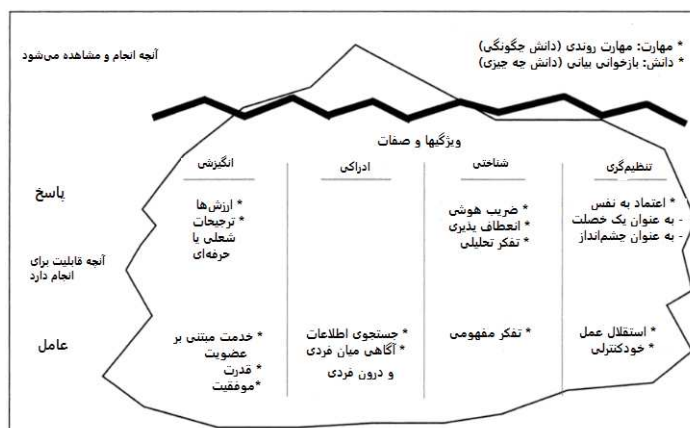 * مهارت: مهارت روندی (دانش چگونگی)
آنچه انجام و مشاهده می‌شود
* دانش: بازخوانی بیانی (دانش چه چیزی)
ویژگیها و صفات
تنظیم‌گری
شناختی
ادراکی
انگیزشی
پاسخ
* اعتماد به نفس
- به عنوان یک خصلت
- به عنوان چشم‌انداز
* ضریب هوشی
* انعطاف پذیری
* تفکر تحلیلی
* ارزش‌ها
* ترجیحات
شغلی یا
حرفه‌ای
آنچه قابلیت برای
انجام دارد
عامل
* استقلال عمل
* خودکنترلی
* تفکر مفهومی
* جستجوی اطلاعات
* آگاهی میان فردی
و درون فردی
* خدمت مبتنی بر
عضویت
* قدرت
*موفقیت